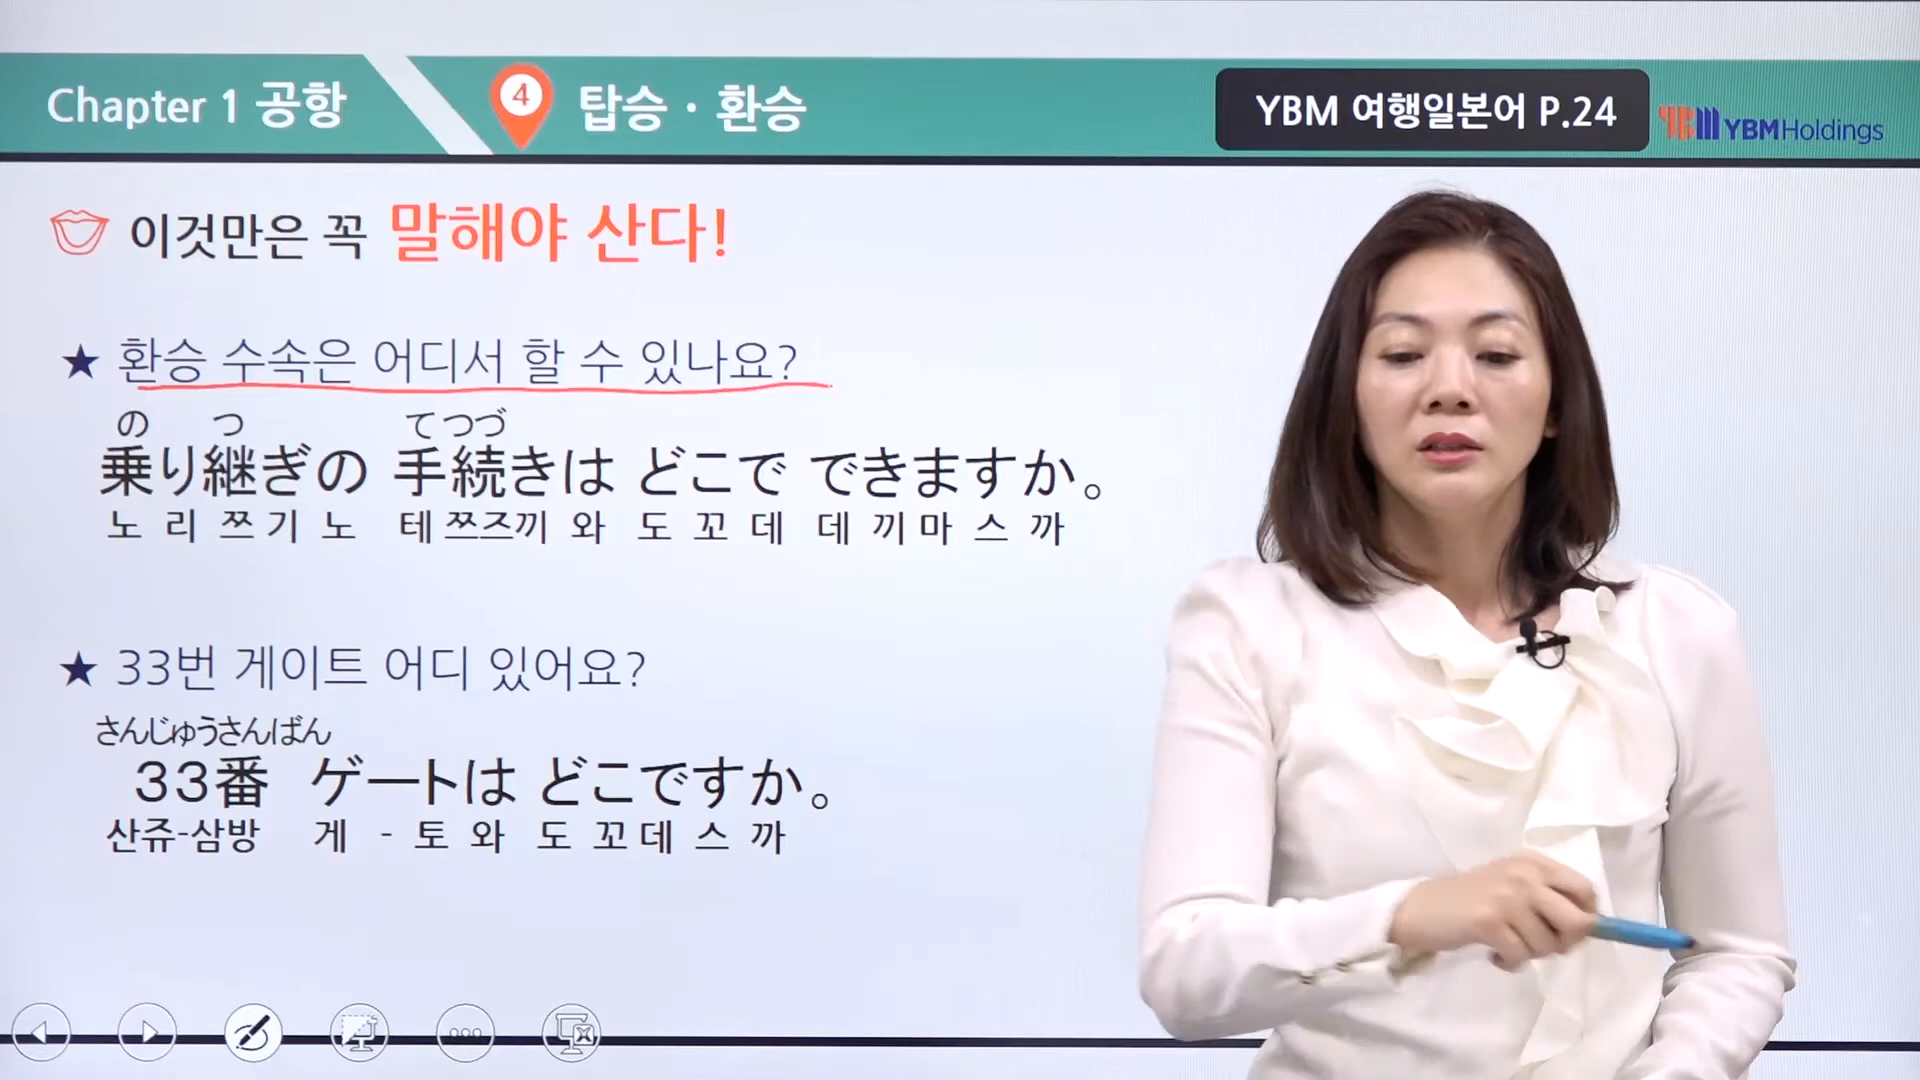 Chapter 1 공항
4 탑승 · 환승
YBM 여행일본어 P.24
YBM YBMHoldings
이것만은 꼭 말해야 산다!
★ 환승 수속은 어디서 할 수 있나요?
の つ てつづ
乗り継ぎの 手続きは どこで できますか。
노 리 쯔 기 노 테 쯔즈끼 와 도 꼬 데 데 끼 마 스 까
★ 33번 게이트 어디 있어요?
さんじゅうさんばん
33番 ゲートは どこですか。
산쥬-삼방 게 - 토 와 도 꼬 데 스 까